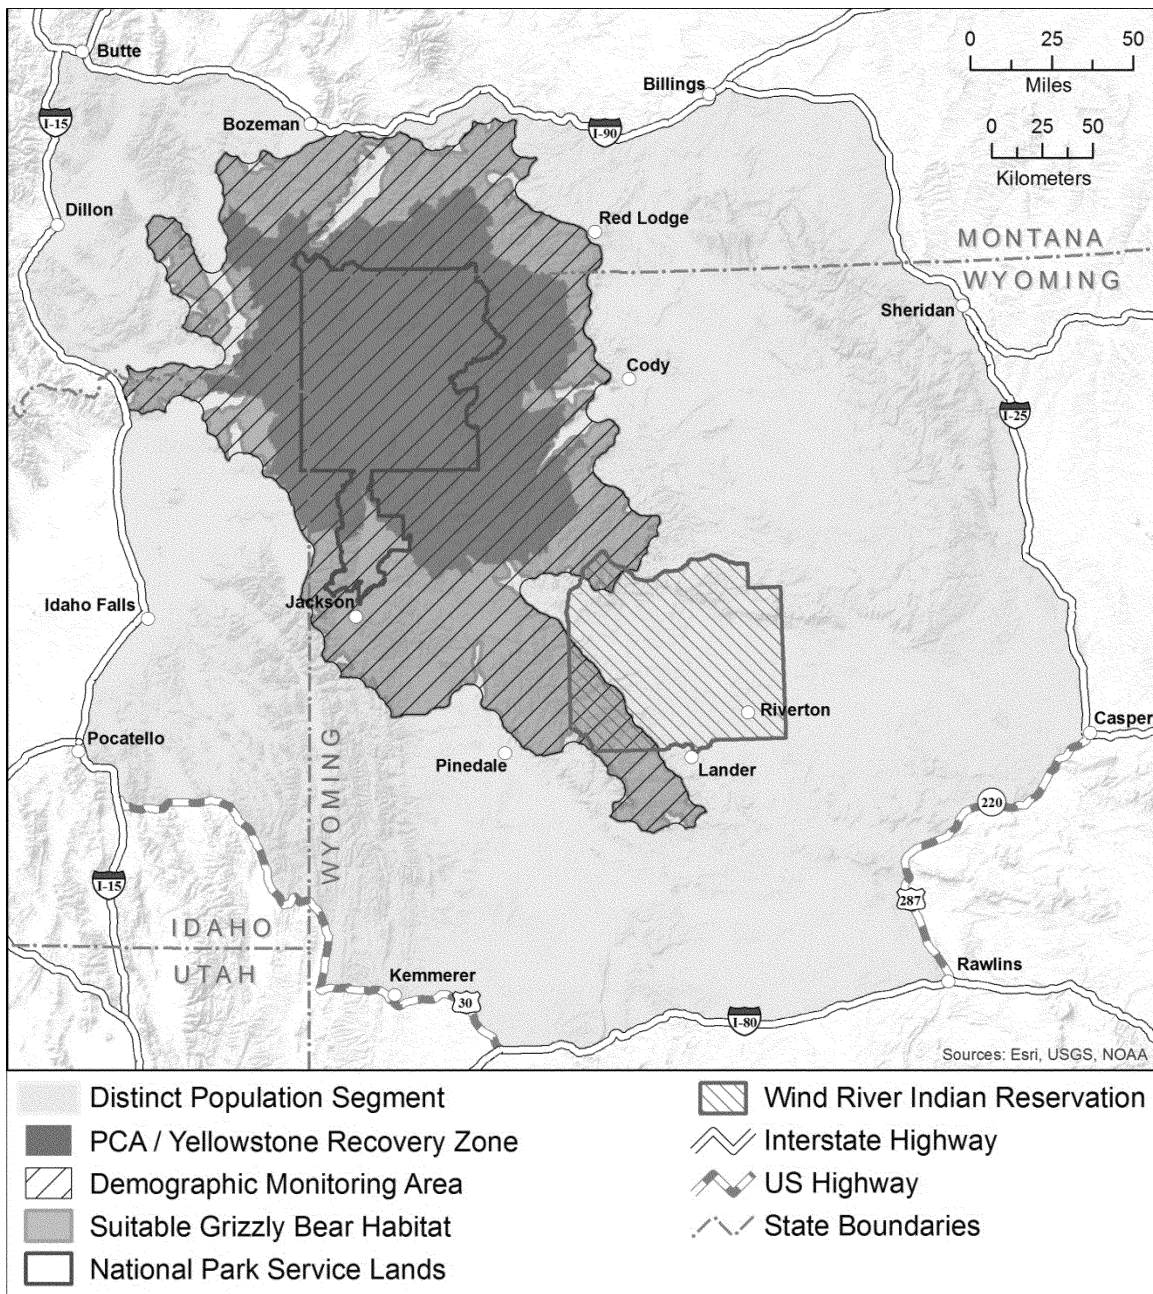 Butte
0 25 50
Miles
Billings
I-15
Bozeman
I-90
0 25 50
Kilometers
Dillon
Red Lodge
MONTANA
WYOMING
Sheridan
Cody
I-25
Idaho Falls
Jackson
Riverton
Casper
Pocatello
WYOMING
Pinedale
Lander
220
I-15
287
IDAHO
UTAH
Kemmerer
30
Rawlins
I-80
Sources: Esri, USGS, NOAA
Distinct Population Segment
PCA / Yellowstone Recovery Zone
Demographic Monitoring Area
Suitable Grizzly Bear Habitat
National Park Service Lands
Wind River Indian Reservation
Interstate Highway
US Highway
State Boundaries